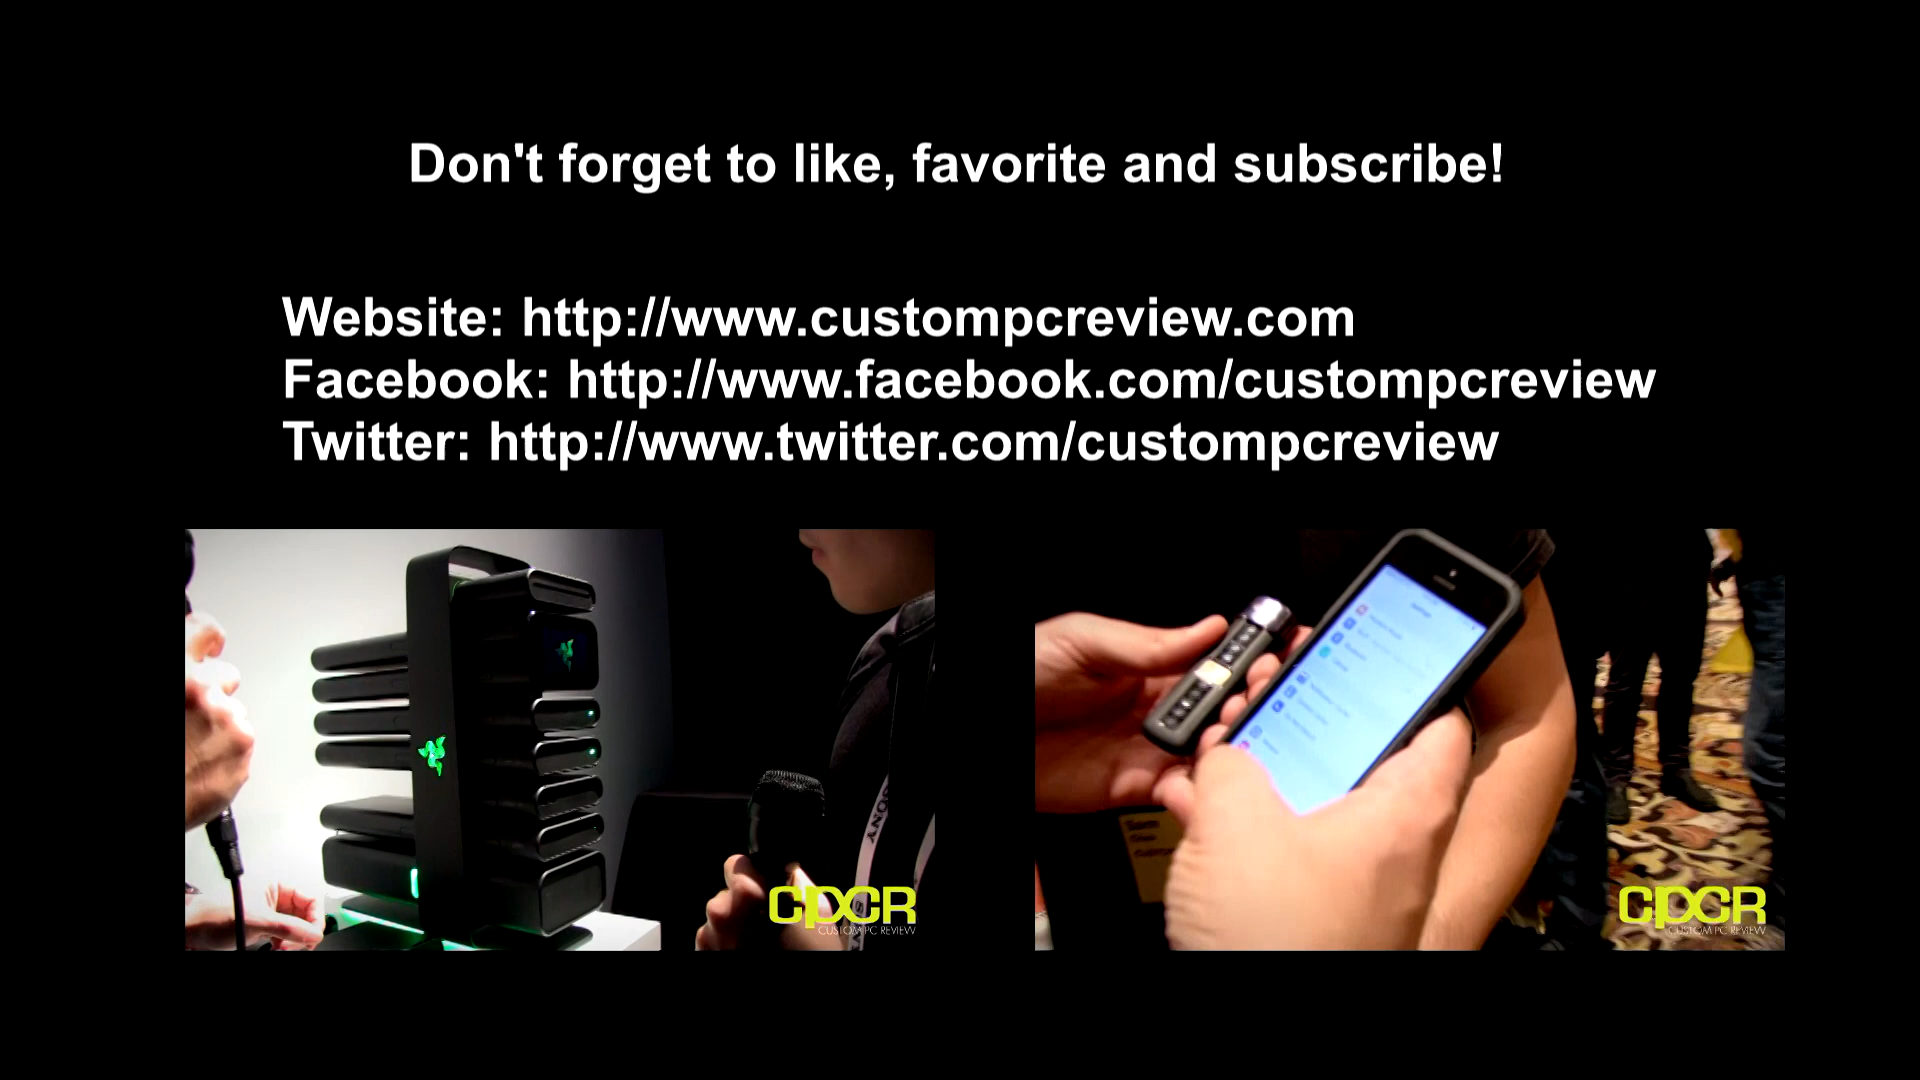 Don't forget to like, favorite and subscribe!
Website: http://www.custompcreview.com
Facebook: http://www.facebook.com/custompcreview
Twitter: http://www.twitter.com/custompcreview
SONY
CPCR
CUSTOM PC REVIEW
CPCR
CUSTOM PC REVIEW